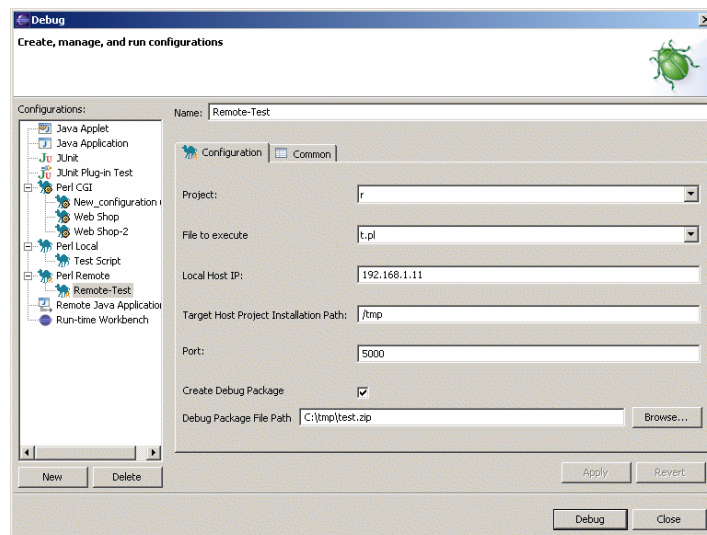 Debug
Create, manage, and run configurations
Configurations:
Java Applet
Java Application
JUnit
JUnit Plug-in Test
Perl CGI
New_configuration
Web Shop
Web Shop-2
Perl Local
Test Script
Perl Remote
Remote-Test
Remote Java Application
Run-time Workbench
New
Delete
Name: Remote-Test
Configuration
Common
Project: r
File to execute t.pl
Local Host IP: 192.168.1.11
Target Host Project Installation Path: /tmp
Port: 5000
Create Debug Package
Debug Package File Path C:\tmp\test.zip Browse...
Apply Revert
Debug Close